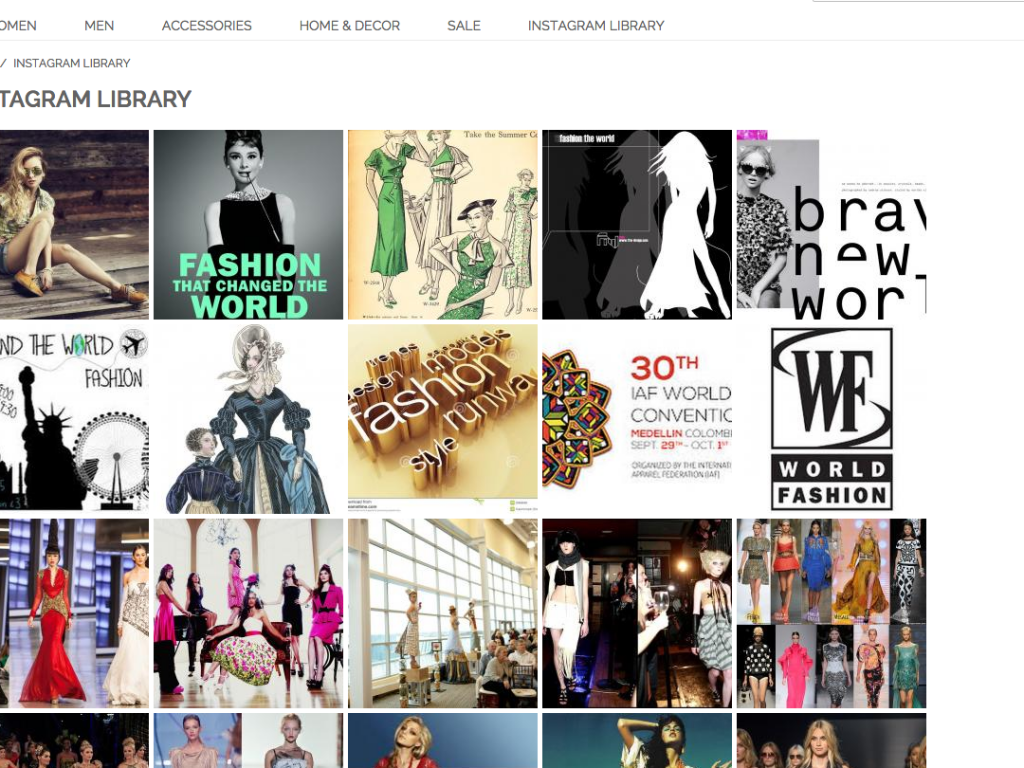 OMEN MEN ACCESSORIES HOME & DECOR SALE INSTAGRAM LIBRARY
/ INSTAGRAM LIBRARY
TAGRAM LIBRARY
FASHION
THAT CHANGED THE
WORLD
Take the Summer Co
fashion the world
brav
new_
worl
ND THE WORLD
FASHION
design
models
fashion
runway
style
30TH
IAF WORLD
CONVENTIO
MEDELLIN COLOMBI
SEPT. 29TH - OCT. 1ST
ORGANIZED BY THE INTERNATI
APPAREL FEDERATION (IAF)
WF
WORLD
FASHION